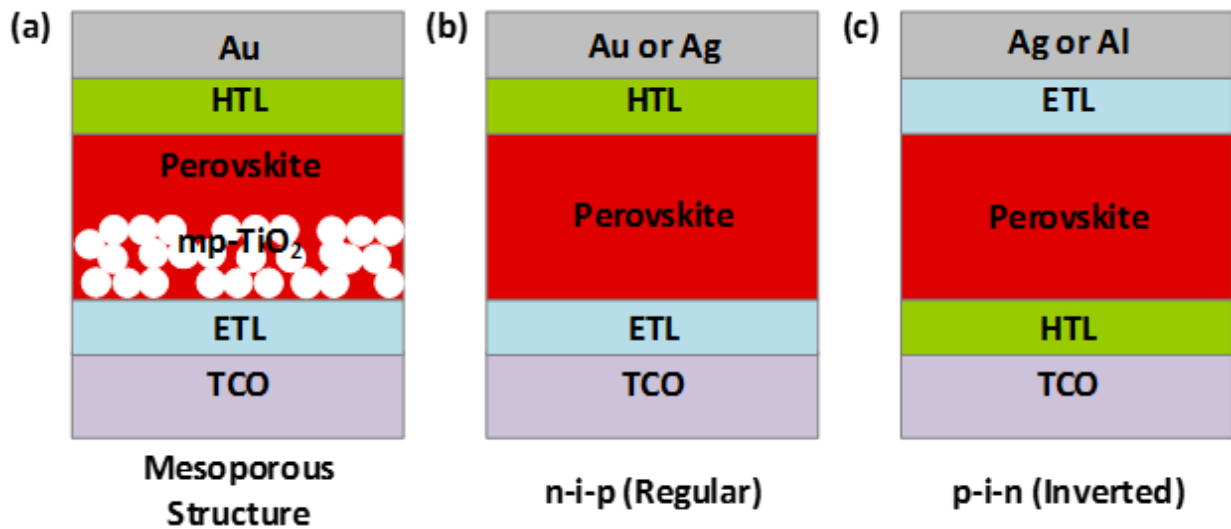 (a)
Au
HTL
Perovskite
mp-TiO₂
ETL
TCO
Mesoporous
Structure
(b)
Au or Ag
HTL
Perovskite
ETL
TCO
n-i-p (Regular)
(c)
Ag or Al
ETL
Perovskite
HTL
TCO
p-i-n (Inverted)